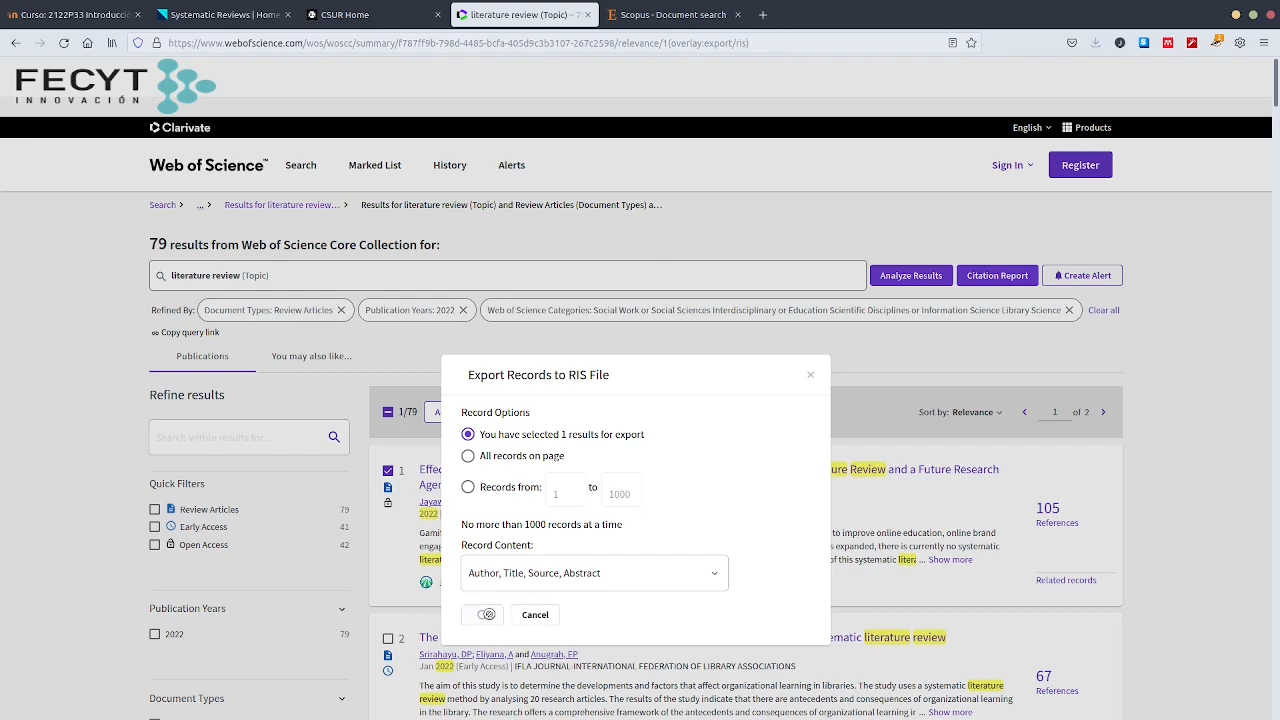 Curso: 2122P33 Introducció
Systematic Reviews | Home
CSUR Home
literature review (Topic) – 7
Scopus - Document search
https://www.webofscience.com/wos/woscc/summary/f787ff9b-798d-4485-bcfa-405d9c3b3107-267c2598/relevance/1(overlay:export/ris)
FECYT
INNOVACIÓN
Clarivate
English
Products
Web of Science™
Search
Marked List
History
Alerts
Sign In
Register
Search > ... > Results for literature review... > Results for literature review (Topic) and Review Articles (Document Types) a...
79 results from Web of Science Core Collection for:
literature review (Topic)
Analyze Results
Citation Report
Create Alert
Refined By:
Document Types: Review Articles
Publication Years: 2022
Web of Science Categories: Social Work or Social Sciences Interdisciplinary or Education Scientific Disciplines or Information Science Library Science
Clear all
Copy query link
Publications
You may also like...
Refine results
Search within results for...
Quick Filters
Review Articles 79
Early Access 41
Open Access 42
Publication Years
2022 79
Document Types
1/79
Sort by: Relevance
1 of 2
Export Records to RIS File
Record Options
You have selected 1 results for export
All records on page
Records from: 1 to 1000
No more than 1000 records at a time
Record Content:
Author, Title, Source, Abstract
Cancel
1
Effec
ure Review and a Future Research
Agen
Jayaw
2022
Gamif
to improve online education, online brand
engag
s expanded, there is currently no systematic
literat
of this systematic litera ... Show more
105
References
Related records
2
The
ematic literature review
Srirahayu, DP; Eliyana, A and Anugrah, EP
Jan 2022 (Early Access) | IFLA JOURNAL-INTERNATIONAL FEDERATION OF LIBRARY ASSOCIATIONS
The aim of this study is to determine the developments and factors that affect organizational learning in libraries. The study uses a systematic literature
review method by analysing 20 research articles. The results of the study indicate that there are antecedents and consequences of organizational learning
in the library. The research offers a comprehensive framework of the antecedents and consequences of organizational learning ir ... Show more
67
References